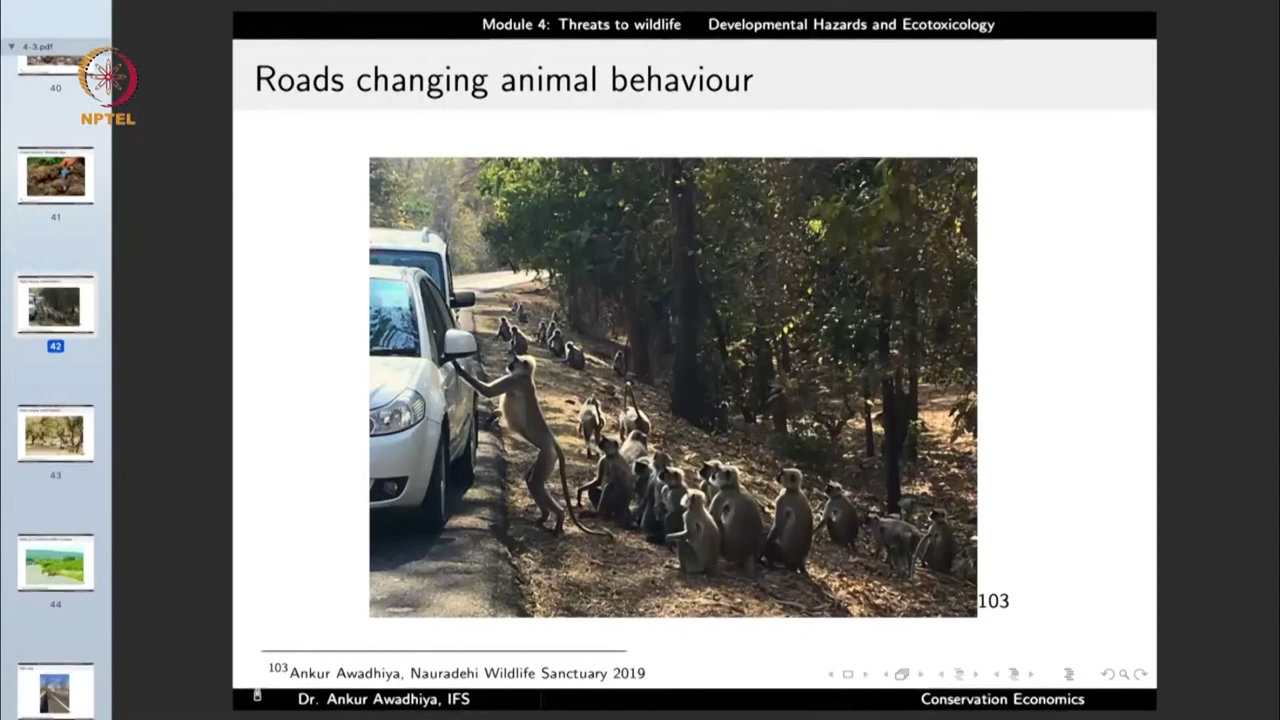 Module 4: Threats to wildlife Developmental Hazards and Ecotoxicology
4-3.pdf
NPTEL
Roads changing animal behaviour
40
41
42
43
44
103
103 Ankur Awadhiya, Nauradehi Wildlife Sanctuary 2019
Dr. Ankur Awadhiya, IFS Conservation Economics